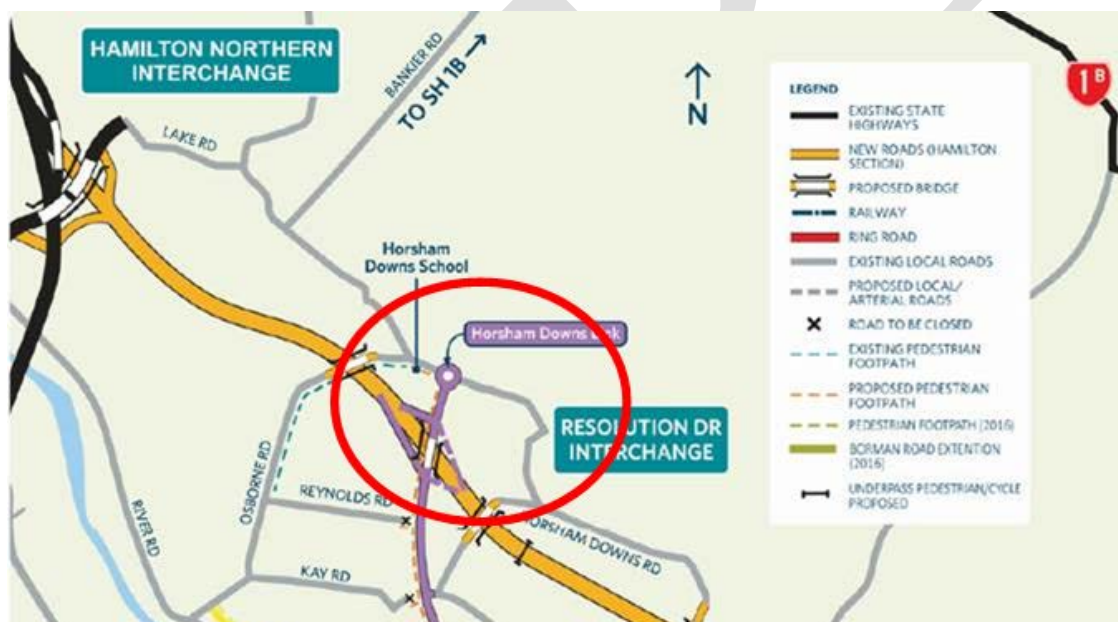 HAMILTON NORTHERN
INTERCHANGE
BANKIER RD
TO SH 1B
N
LAKE RD
Horsham
Downs School
Horsham Downs Link
RESOLUTION DR
INTERCHANGE
OSBORNE RD
REYNOLDS RD
RIVER RD
KAY RD
HORSHAM DOWNS RD
1B
LEGEND
EXISTING STATE
HIGHWAYS
NEW ROADS (HAMILTON
SECTION)
PROPOSED BRIDGE
RAILWAY
RING ROAD
EXISTING LOCAL ROADS
PROPOSED LOCAL/
ARTERIAL ROADS
ROAD TO BE CLOSED
EXISTING PEDESTRIAN
FOOTPATH
PROPOSED PEDESTRIAN
FOOTPATH
PEDESTRIAN FOOTPATH (2016)
BORMAN ROAD EXTENTION
(2016)
UNDERPASS PEDESTRIAN/CYCLE
PROPOSED